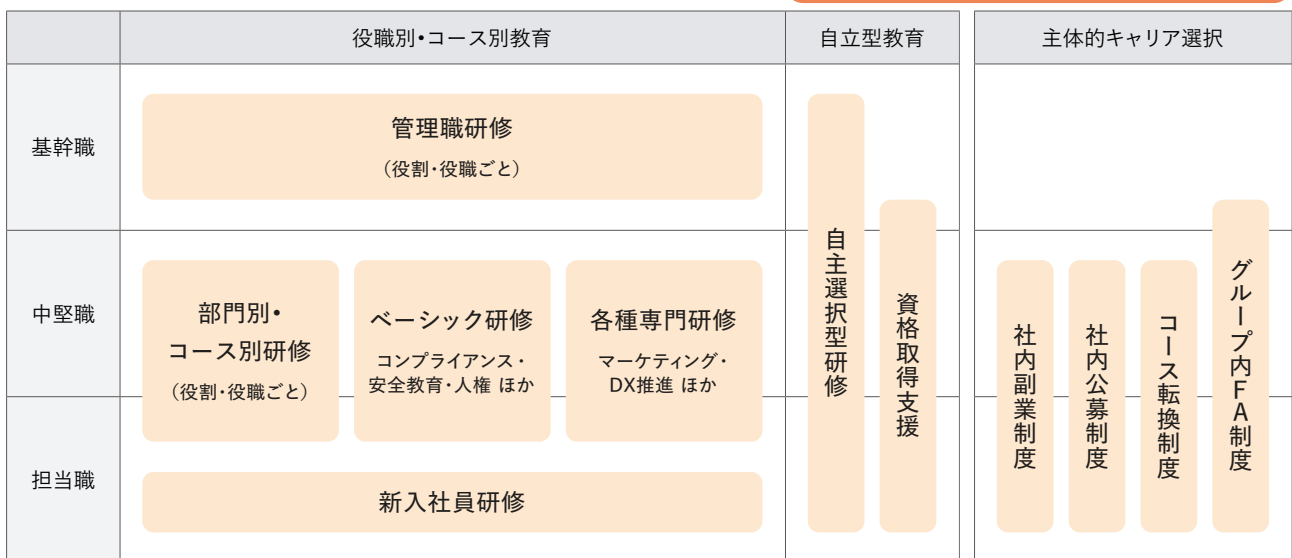 役職別・コース別教育
自立型教育
主体的キャリア選択
基幹職
管理職研修
(役割・役職ごと)
中堅職
部門別・
コース別研修
(役割・役職ごと)
ベーシック研修
コンプライアンス・
安全教育・人権 ほか
各種専門研修
マーケティング・
DX推進 ほか
担当職
新入社員研修
自主選択型研修
資格取得支援
社内副業制度
社内公募制度
コース転換制度
グループ内FA制度